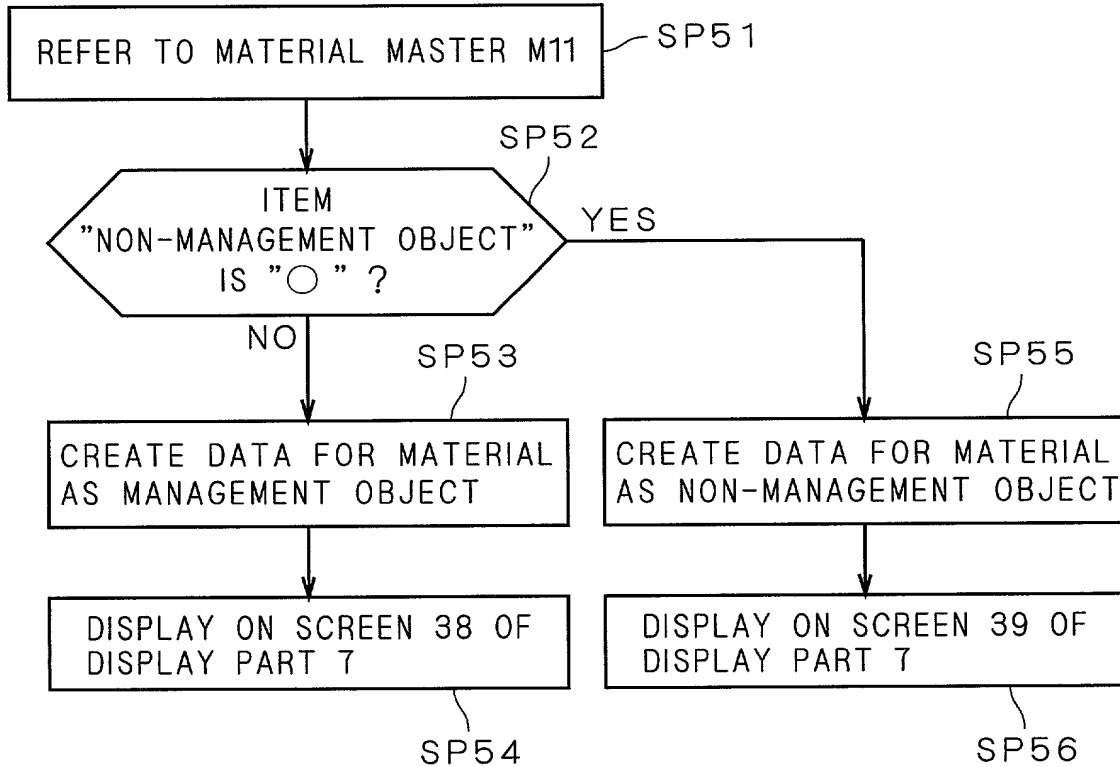 REFER TO MATERIAL MASTER M11
SP51
SP52
ITEM
"NON-MANAGEMENT OBJECT"
IS "○" ?
YES
NO
SP53
CREATE DATA FOR MATERIAL
AS MANAGEMENT OBJECT
SP55
CREATE DATA FOR MATERIAL
AS NON-MANAGEMENT OBJECT
DISPLAY ON SCREEN 38 OF
DISPLAY PART 7
SP54
DISPLAY ON SCREEN 39 OF
DISPLAY PART 7
SP56